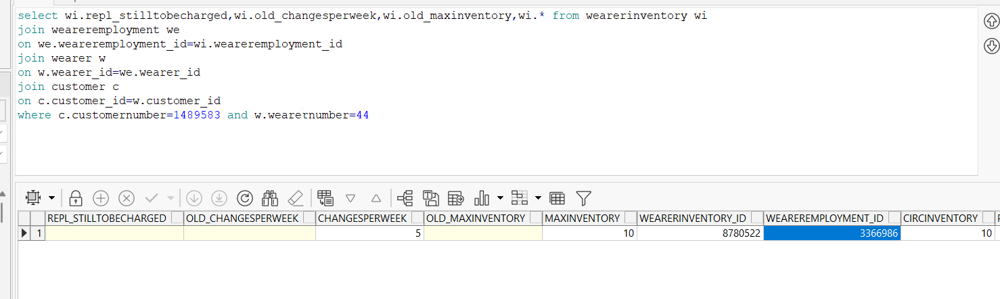 select wi.repl_stilltobecharged,wi.old_changesperweek,wi.old_maxinventory,wi.* from wearerinventory wi
join weareremployment we
on we.weareremployment_id=wi.weareremployment_id
join wearer w
on w.wearer_id=we.wearer_id
join customer c
on c.customer_id=w.customer_id
where c.customernumber=1489583 and w.wearernumber=44
REPL_STILLTOBECHARGED OLD_CHANGESPERWEEK CHANGESPERWEEK OLD_MAXINVENTORY MAXINVENTORY WEARERINVENTORY_ID WEAREREMPLOYMENT_ID CIRCINVENTORY
1 5 10 8780522 3366986 10